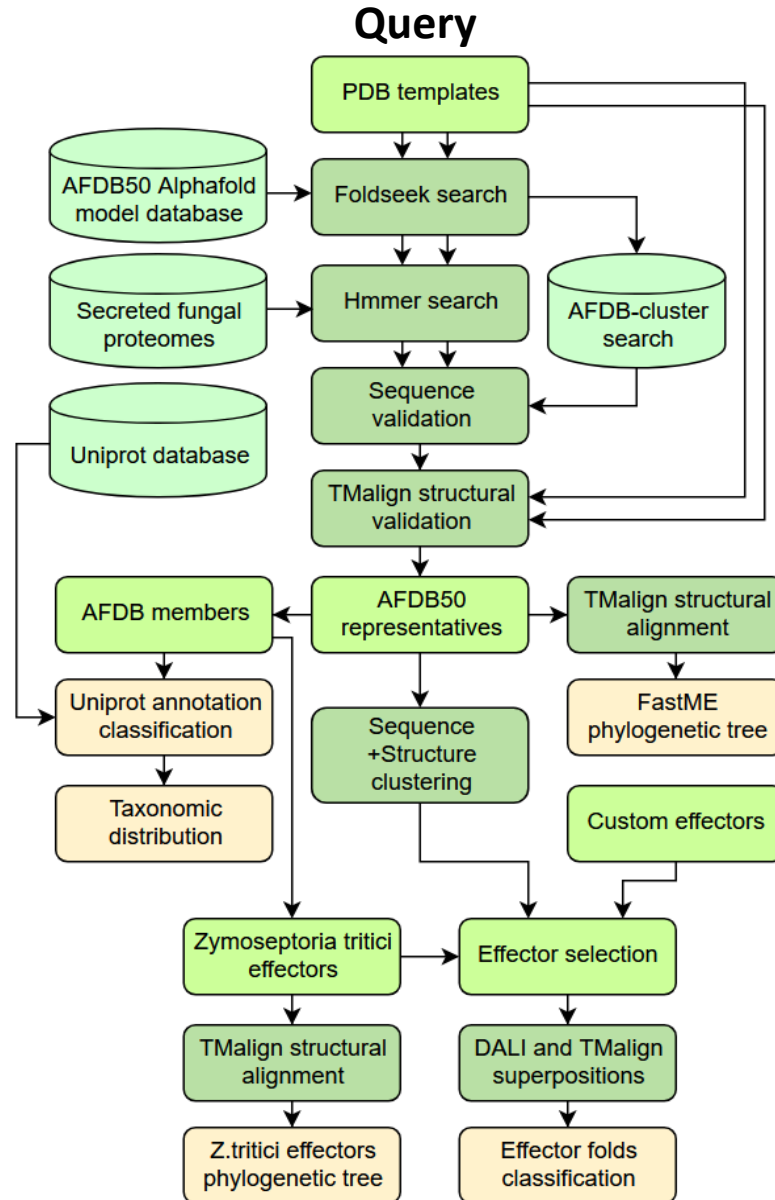 Query
PDB templates
AFDB50 Alphafold
model database
Foldseek search
Secreted fungal
proteomes
Hmmer search
AFDB-cluster
search
Sequence
validation
Uniprot database
TMalign structural
validation
AFDB members
AFDB50
representatives
TMalign structural
alignment
Uniprot annotation
classification
Sequence
+Structure
clustering
FastME
phylogenetic tree
Taxonomic
distribution
Custom effectors
Zymoseptoria tritici
effectors
Effector selection
TMalign structural
alignment
DALI and TMalign
superpositions
Z.tritici effectors
phylogenetic tree
Effector folds
classification